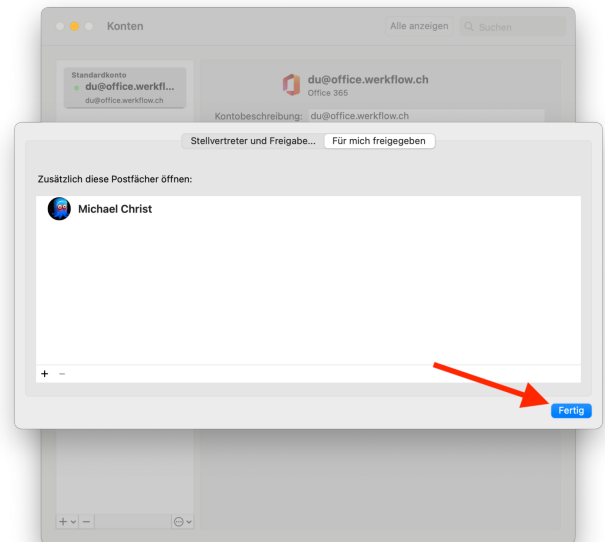 Konten
Alle anzeigen
Suchen
Standardkonto
du@office.werkfl...
du@office.werkflow.ch
du@office.werkflow.ch
Office 365
Kontobeschreibung: du@office.werkflow.ch
Stellvertreter und Freigabe... Für mich freigegeben
Zusätzlich diese Postfächer öffnen:
Michael Christ
Fertig